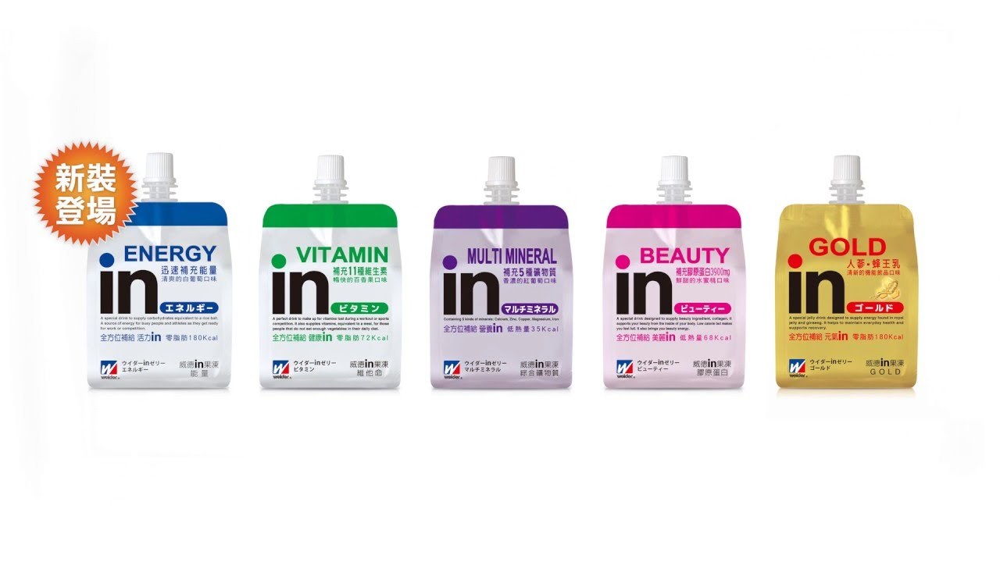 新裝
登場
ENERGY
迅速補充能量
清爽的白葡萄口味
in
エネルギー
A special drink to supply carbohydrates equivalent to a rice ball.
A source of energy for busy people and athletes as they get ready
for work or competition.
全方位補給 活力in 零脂肪180Kcal
weider
ウイダーinゼリー
エネルギー
威德in果凍
能量
VITAMIN
補充11種維生素
暢快的百香果口味
in
ビタミン
A perfect drink to make up for vitamins lost during a workout or sports
competition. It also equivalent to a meal, for those
people that do not eat enough vegetables in their daily diet.
全方位補給 健康in 零脂肪72Kcal
weider
ウイダーinゼリー
ビタミン
威德in果凍
維他命
MULTI MINERAL
補充5種礦物質
香濃的紅葡萄口味
in
マルチミネラル
Containing 5 kinds of minerals: Calcium, Zinc, Copper, Magnesium, Iron
全方位補給 營養in 低熱量35Kcal
weider
ウイダーinゼリー
マルチミネラル
威德in果凍
綜合礦物質
BEAUTY
補充膠原蛋白3900mg
鮮甜的水蜜桃口味
in
ビューティー
A special drink designed to supply beauty ingredient, collagen. It
supports your beauty from the inside of your body. Low calorie but makes
you feel full. It also brings you beauty energy.
全方位補給 美麗in 低熱量68Kcal
weider
ウイダーinゼリー
ビューティー
威德in果凍
膠原蛋白
GOLD
人蔘·蜂王乳
清新的機能飲品口味
in
ゴールド
A special jelly drink designed to supply energy found in royal
jelly and ginseng. It helps to maintain everyday health and
supports recovery.
全方位補給 元氣in 零脂肪180Kcal
weider
ウイダーinゼリー
ゴールド
威德in果凍
GOLD